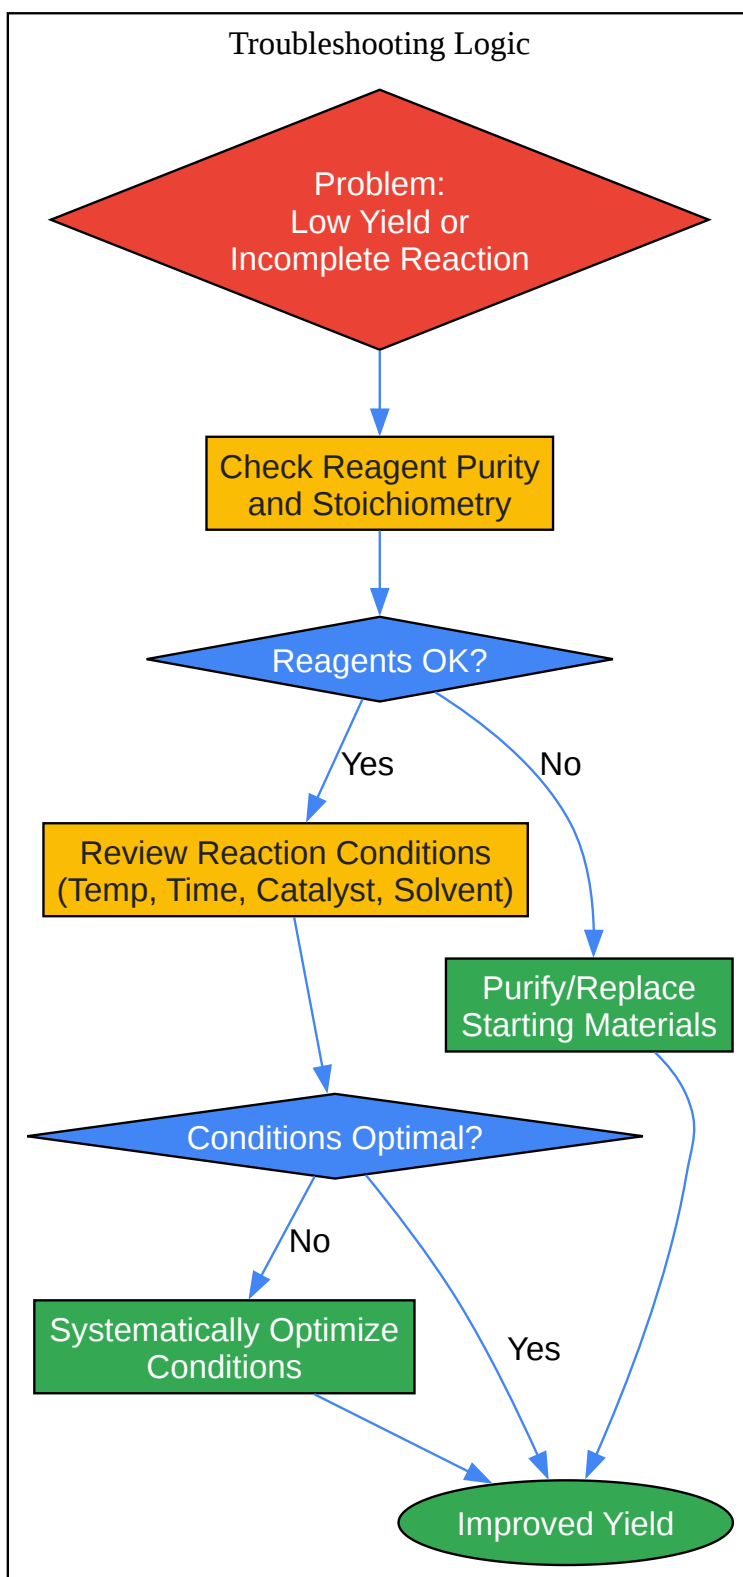 Troubleshooting Logic
Problem:
Low Yield or
Incomplete Reaction
Check Reagent Purity
and Stoichiometry
Reagents OK?
Yes
No
Review Reaction Conditions
(Temp, Time, Catalyst, Solvent)
Purify/Replace
Starting Materials
Conditions Optimal?
No
Yes
Systematically Optimize
Conditions
Improved Yield